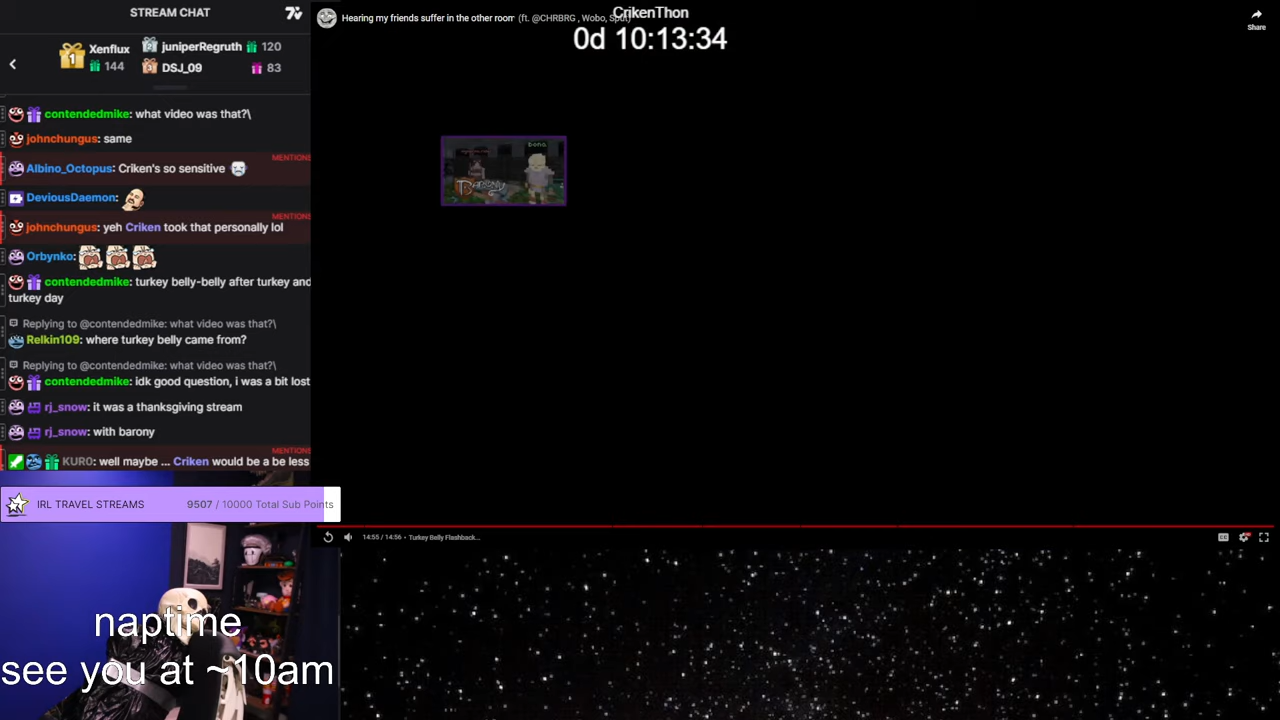 STREAM CHAT
Xenflux
144
juniperRegruth 120
DSJ_09 83
contendedmike: what video was that?\
johnchungus: same
MENTIONS
Albino_Octopus: Criken's so sensitive
DeviousDaemon:
MENTIONS
johnchungus: yeh Criken took that personally lol
Orbynko:
contendedmike: turkey belly-belly after turkey and
turkey day
Replying to @contendedmike: what video was that?\
Relkin109: where turkey belly came from?
Replying to @contendedmike: what video was that?\
contendedmike: idk good question, i was a bit lost
rj_snow: it was a thanksgiving stream
rj_snow: with barony
MENTIONS
KUR0: well maybe ... Criken would be a be less
IRL TRAVEL STREAMS 9507 / 10000 Total Sub Points
naptime
see you at ~10am
Hearing my friends suffer in the other room (ft. @CHRBRG , Wobo, Sput)
CrikenThon
0d 10:13:34
Share
Barony
14:55 / 14:56 • Turkey Belly Flashback...
CC